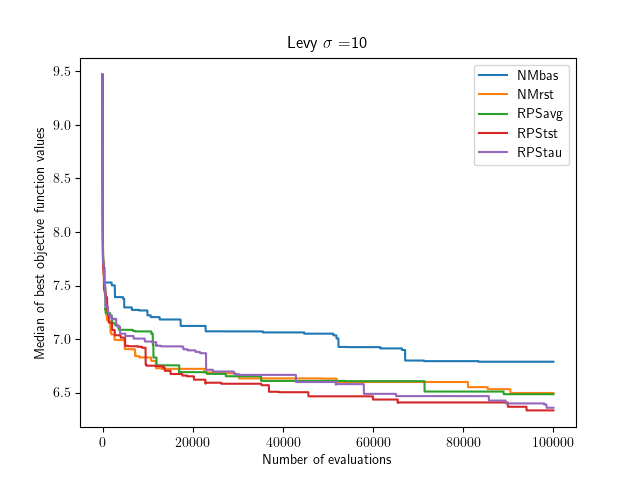 Levy σ =10
9.5
9.0
8.5
8.0
7.5
7.0
6.5
Median of best objective function values
NMbas
NMrst
RPSavg
RPStst
RPStau
0
20000
40000
60000
80000
100000
Number of evaluations